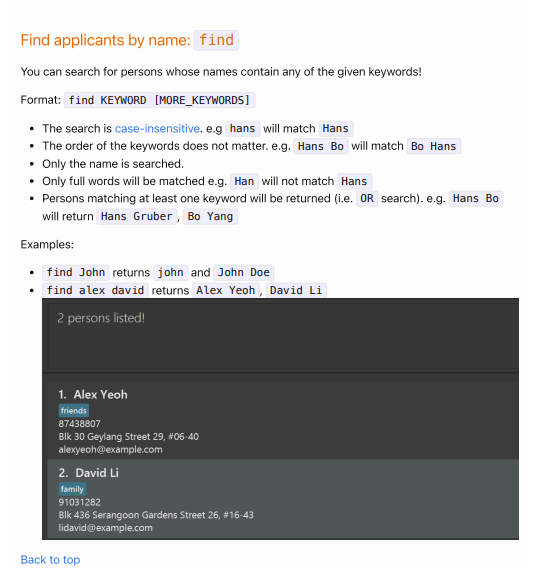 Find applicants by name: find
You can search for persons whose names contain any of the given keywords!
Format: find KEYWORD [MORE_KEYWORDS]
• The search is case-insensitive. e.g hans will match Hans
• The order of the keywords does not matter. e.g. Hans Bo will match Bo Hans
• Only the name is searched.
• Only full words will be matched e.g. Han will not match Hans
• Persons matching at least one keyword will be returned (i.e. OR search). e.g. Hans Bo
will return Hans Gruber, Bo Yang
Examples:
• find John returns john and John Doe
• find alex david returns Alex Yeoh, David Li
2 persons listed!
1. Alex Yeoh
friends
87438807
Blk 30 Geylang Street 29, #06-40
alexyeoh@example.com
2. David Li
family
91031282
Blk 436 Serangoon Gardens Street 26, #16-43
lidavid@example.com
Back to top